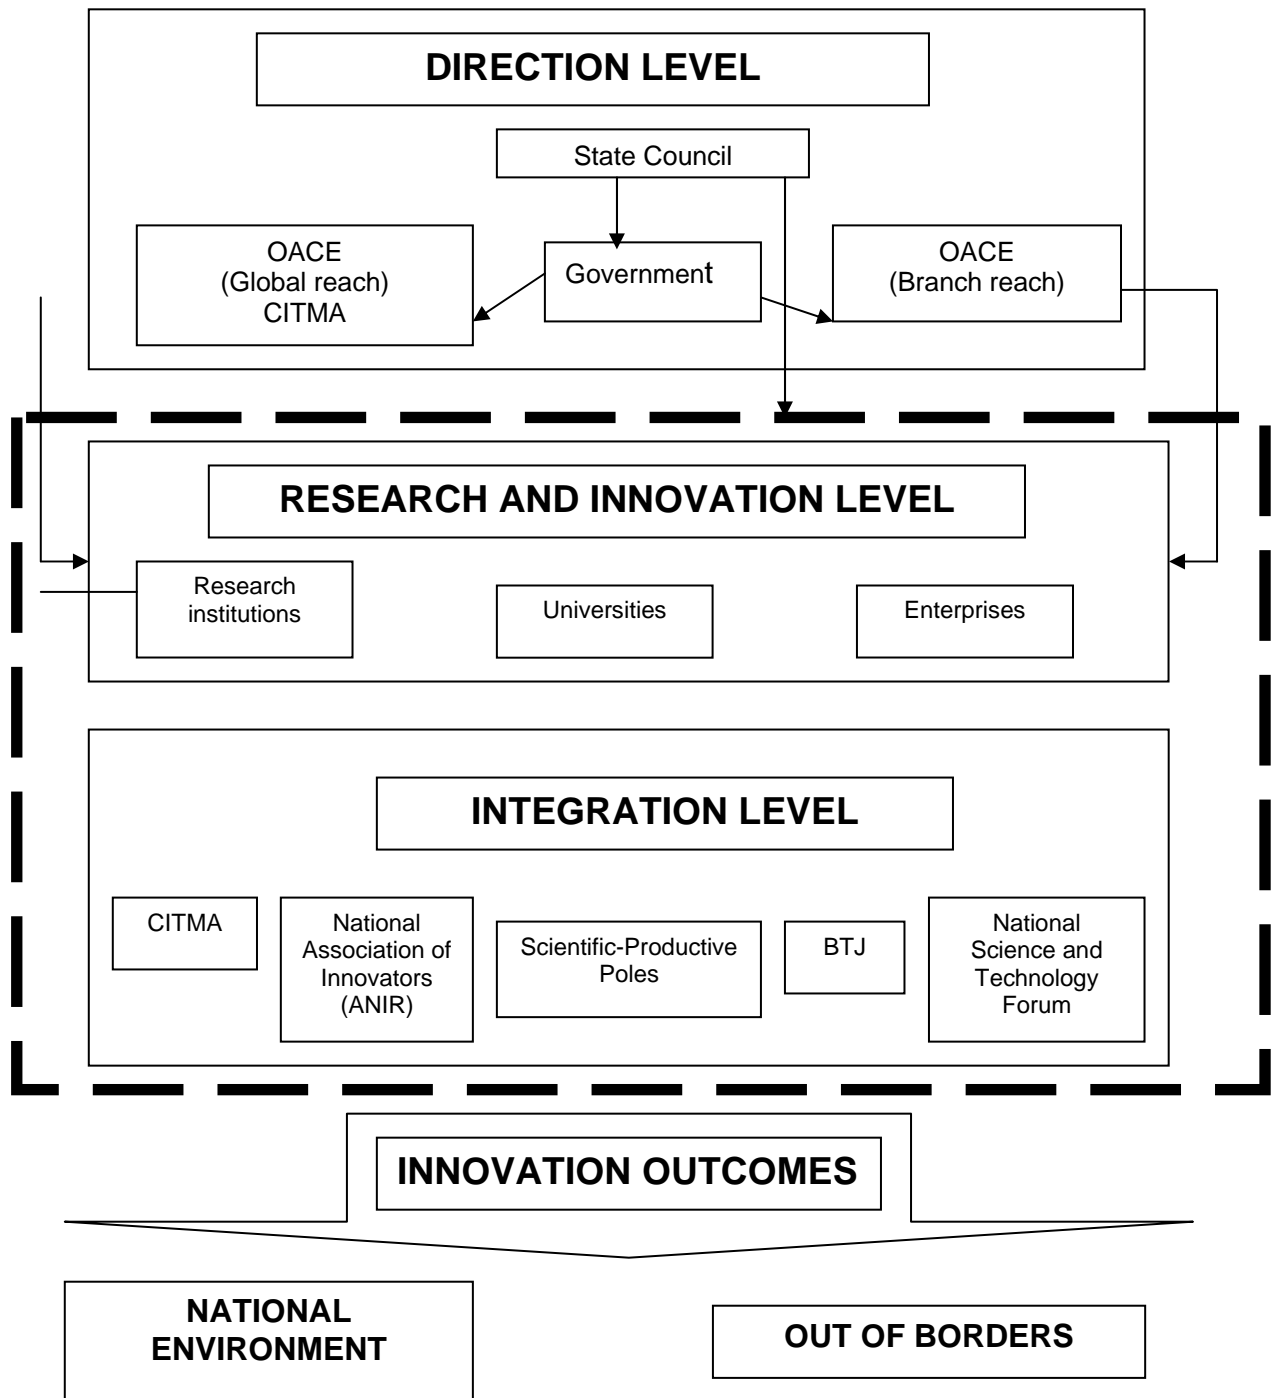 DIRECTION LEVEL
State Council
OACE
(Global reach)
CITMA
Government
OACE
(Branch reach)
RESEARCH AND INNOVATION LEVEL
Research
institutions
Universities
Enterprises
INTEGRATION LEVEL
CITMA
National
Association of
Innovators
(ANIR)
Scientific-Productive
Poles
BTJ
National
Science and
Technology
Forum
INNOVATION OUTCOMES
NATIONAL
ENVIRONMENT
OUT OF BORDERS